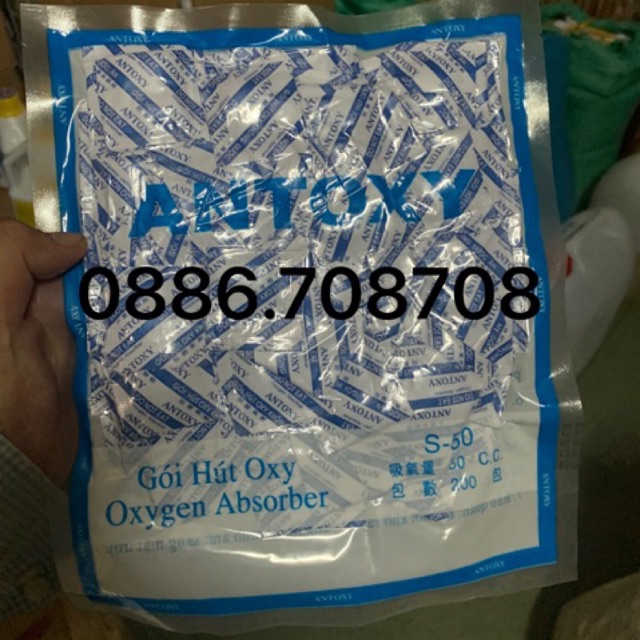 ANTOXY
0886.708708
S-50
Gói Hút Oxy
吸氧量 50 C.C
Oxygen Absorber
包 數 200 包